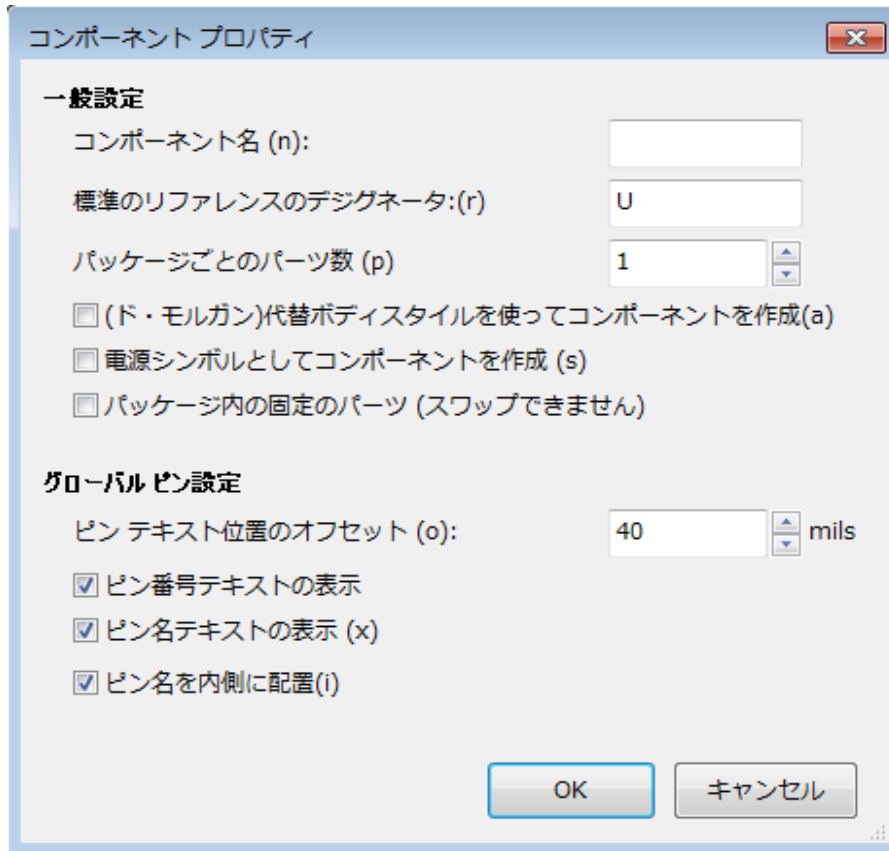 コンポーネント プロパティ
一般設定
コンポーネント名 (n):
標準のリファレンスのデジグネータ:(r) U
パッケージごとのパーツ数 (p) 1
(ド・モルガン)代替ボディスタイルを使ってコンポーネントを作成(a)
電源シンボルとしてコンポーネントを作成 (s)
パッケージ内の固定のパーツ (スワップできません)
グローバル ピン設定
ピン テキスト位置のオフセット (o): 40 mils
ピン番号テキストの表示
ピン名テキストの表示 (x)
ピン名を内側に配置(i)
OK キャンセル